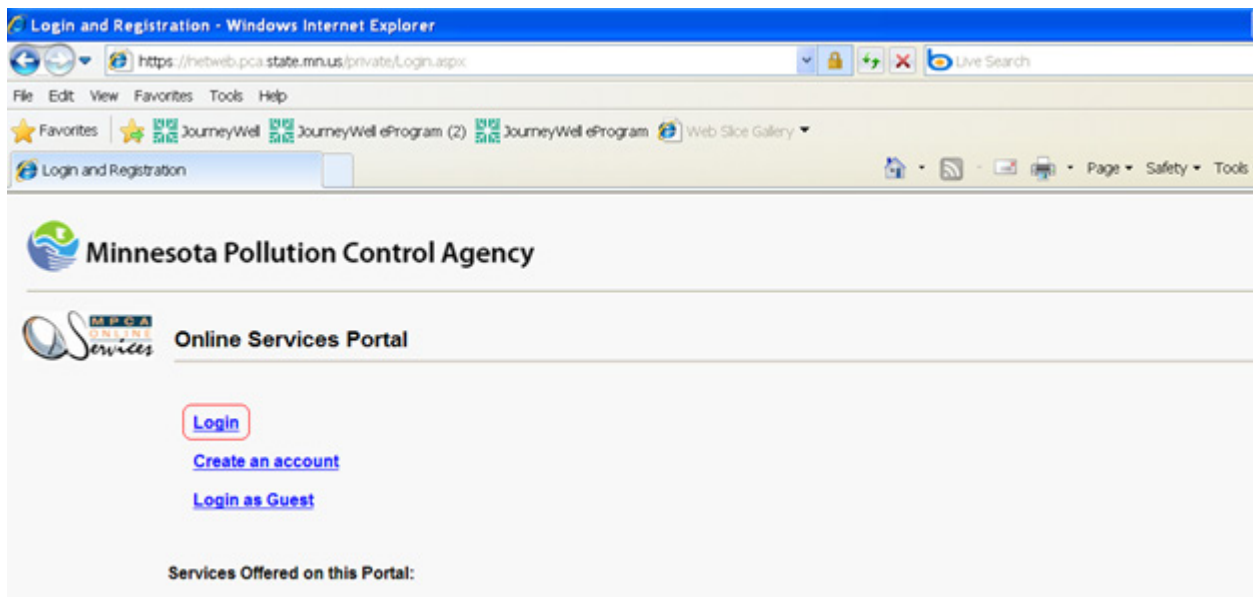 Login and Registration - Windows Internet Explorer
https://netweb.pca.state.mn.us/private/Login.aspx
Live Search
File Edit View Favorites Tools Help
Favorites JourneyWell JourneyWell eProgram (2) JourneyWell eProgram Web Slice Gallery
Login and Registration Page Safety Tools
Minnesota Pollution Control Agency
MPCA
ONLINE
Services
Online Services Portal
Login
Create an account
Login as Guest
Services Offered on this Portal: